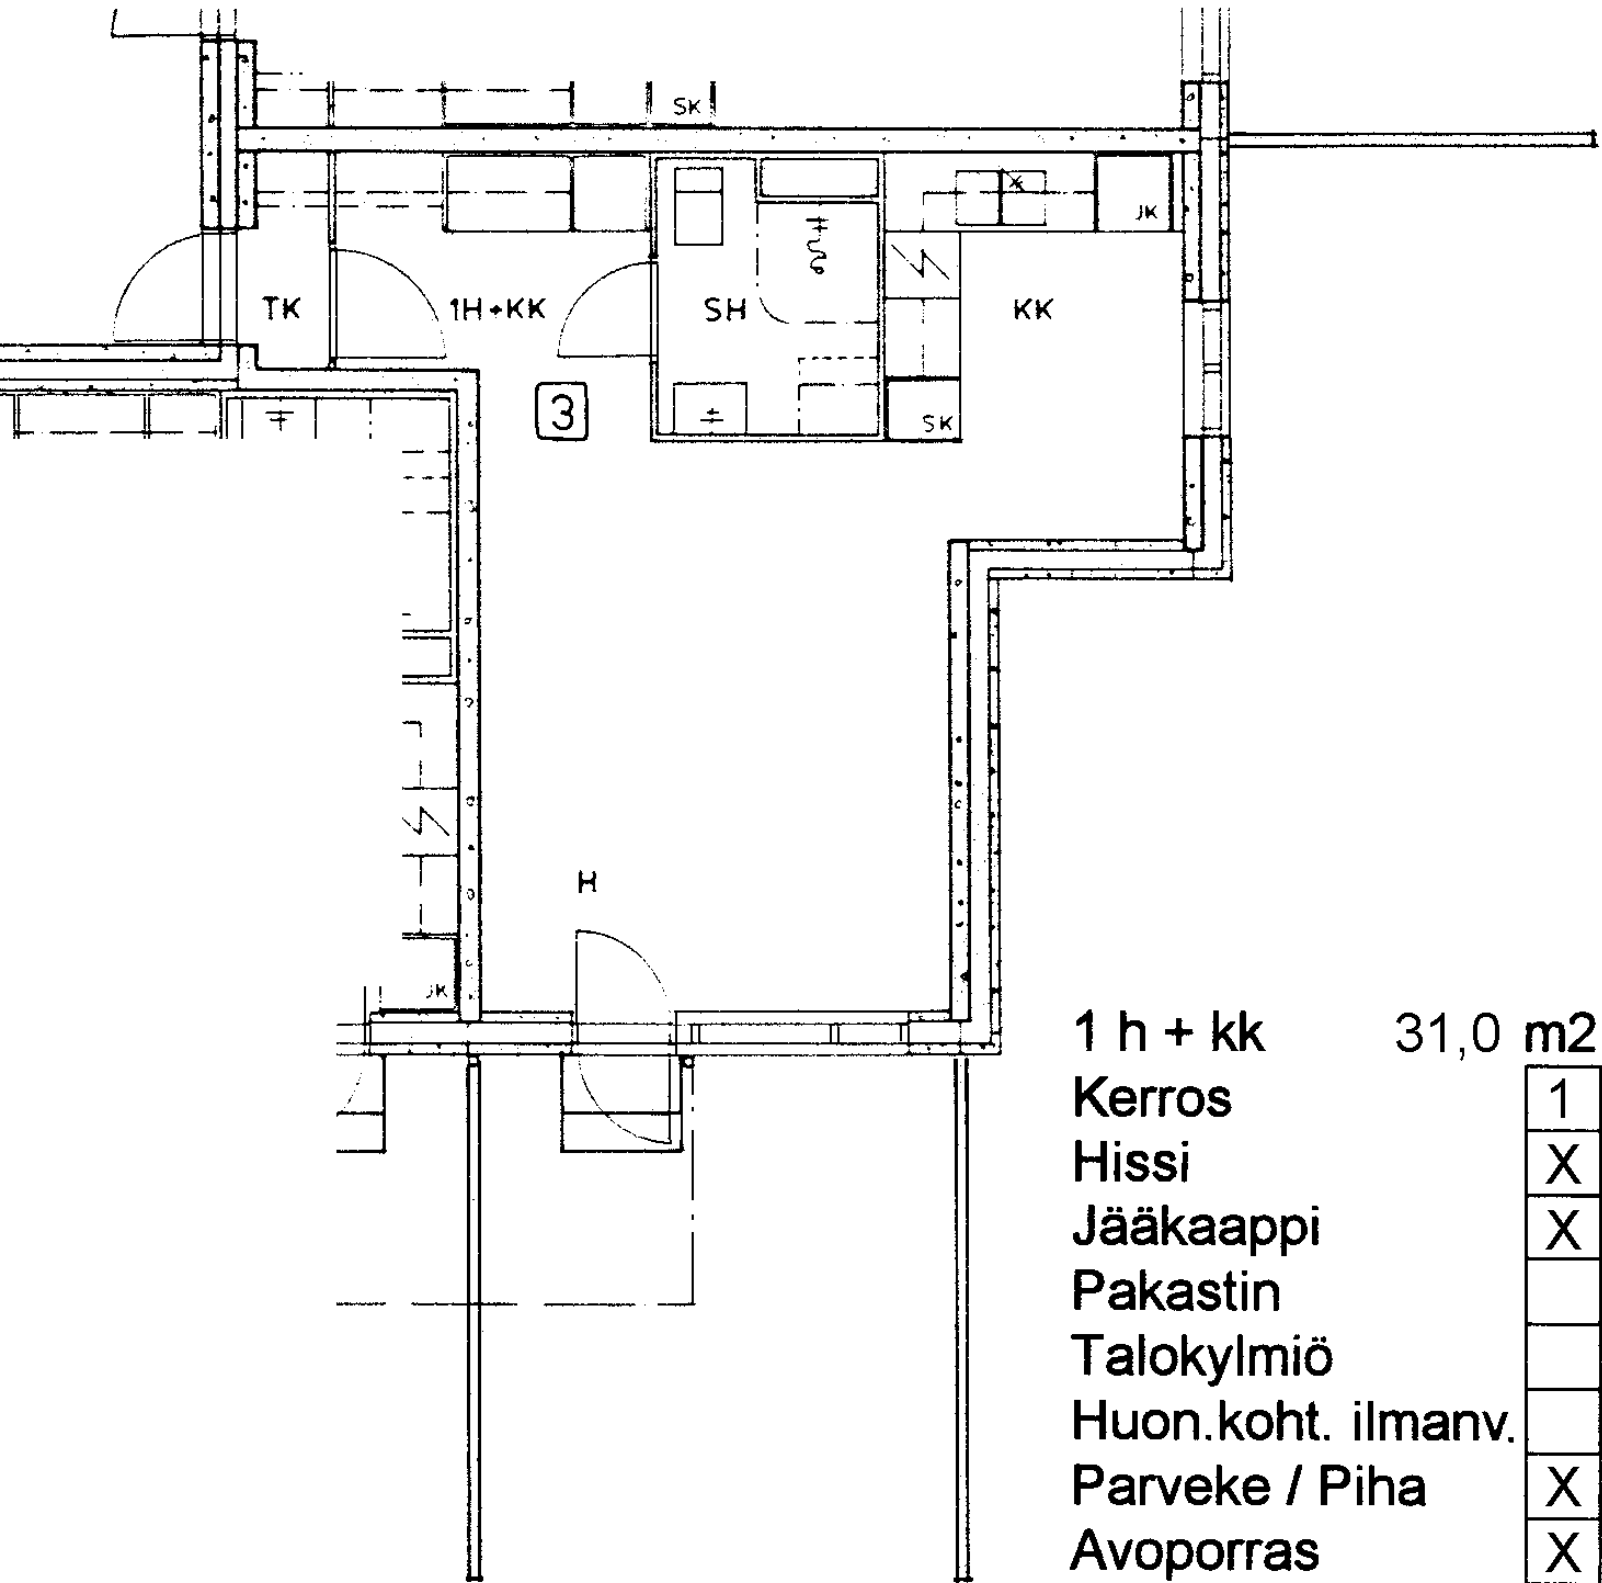 SK
JK
TK
1H+KK
SH
KK
3
SK
H
JK
1 h + kk 31,0 m2
Kerros 1
Hissi X
Jääkaappi X
Pakastin
Talokylmiö
Huon.koht. ilmanv.
Parveke / Piha X
Avoporras X